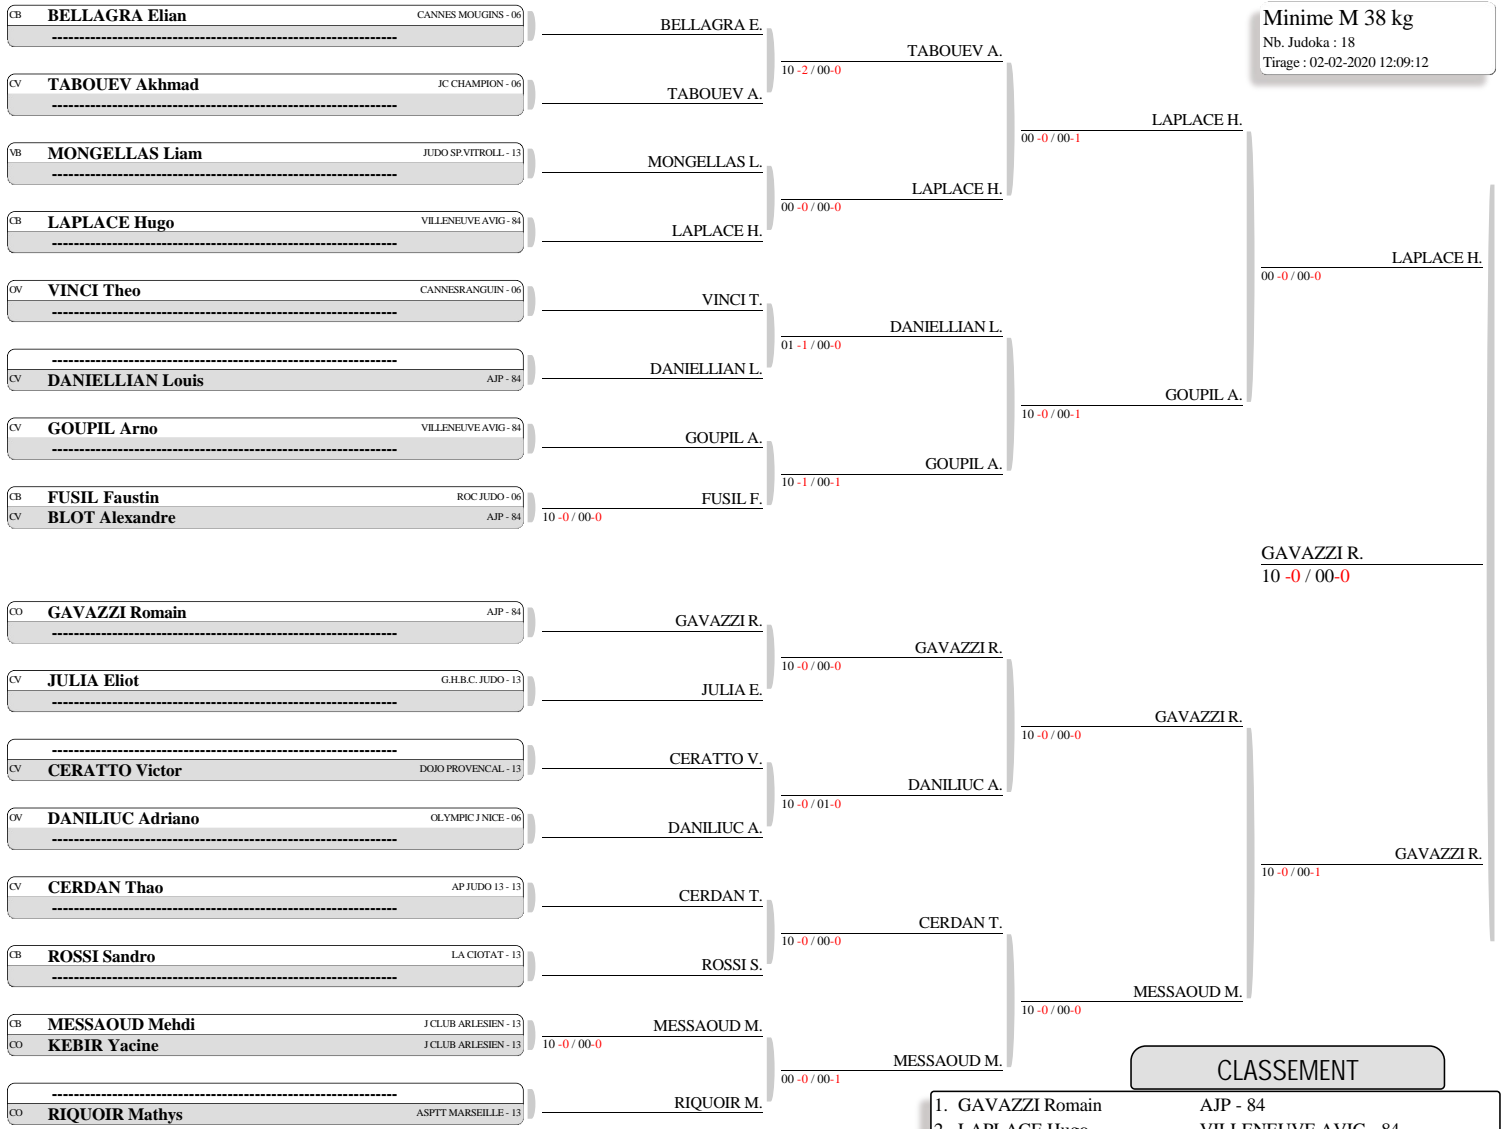 Minime M 38 kg
Nb. Judoka : 18
Tirage : 02-02-2020 12:09:12
CB BELLAGRA Elian CANNES MOUGINS - 06
CV TABOUEV Akhmad JC CHAMPION - 06
VB MONGELLAS Liam JUDO SP.VITROLL - 13
CB LAPLACE Hugo VILLENEUVE AVIG - 84
OV VINCI Theo CANNESRANGUIN - 06
CV DANIELLIAN Louis AJP - 84
CV GOUPIL Arno VILLENEUVE AVIG - 84
CB FUSIL Faustin ROC JUDO - 06
CV BLOT Alexandre AJP - 84
CO GAVAZZI Romain AJP - 84
CV JULIA Eliot G.H.B.C. JUDO - 13
CV CERATTO Victor DOJO PROVENCAL - 13
OV DANILIUC Adriano OLYMPIC J NICE - 06
CV CERDAN Thao AP JUDO 13 - 13
CB ROSSI Sandro LA CIOTAT - 13
CB MESSAOUD Mehdi J CLUB ARLESIEN - 13
CO KEBIR Yacine J CLUB ARLESIEN - 13
CO RIQUOIR Mathys ASPTT MARSEILLE - 13
BELLAGRA E.
TABOUEV A.
MONGELLAS L.
LAPLACE H.
VINCI T.
DANIELLIAN L.
GOUPIL A.
FUSIL F.
10 -0 / 00-0
GAVAZZI R.
JULIA E.
CERATTO V.
DANILIUC A.
CERDAN T.
ROSSI S.
MESSAOUD M.
10 -0 / 00-0
RIQUOIR M.
TABOUEV A.
10 -2 / 00-0
LAPLACE H.
00 -0 / 00-0
DANIELLIAN L.
01 -1 / 00-0
GOUPIL A.
10 -1 / 00-1
GAVAZZI R.
10 -0 / 00-0
DANILIUC A.
10 -0 / 01-0
CERDAN T.
10 -0 / 00-0
MESSAOUD M.
00 -0 / 00-1
LAPLACE H.
00 -0 / 00-1
GOUPIL A.
10 -0 / 00-1
GAVAZZI R.
10 -0 / 00-0
MESSAOUD M.
10 -0 / 00-0
LAPLACE H.
00 -0 / 00-0
GAVAZZI R.
10 -0 / 00-0
GAVAZZI R.
10 -0 / 00-1
CLASSEMENT
1. GAVAZZI Romain AJP - 84
2. LAPLACE Hugo VILLENEUVE AVIG - 84